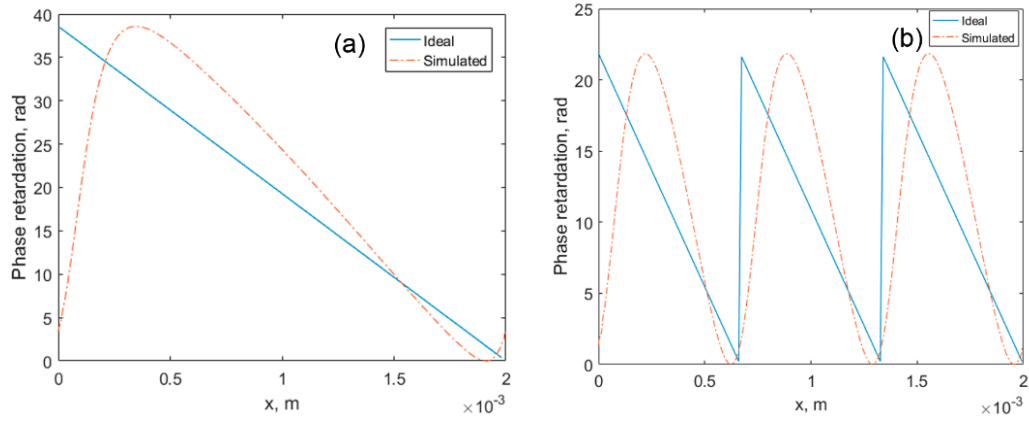 (a)
Ideal
Simulated
Phase retardation, rad
40
35
30
25
20
15
10
5
0
0 0.5 1 1.5 2
x, m
×10⁻³
(b)
Ideal
Simulated
Phase retardation, rad
25
20
15
10
5
0
0 0.5 1 1.5 2
x, m
×10⁻³